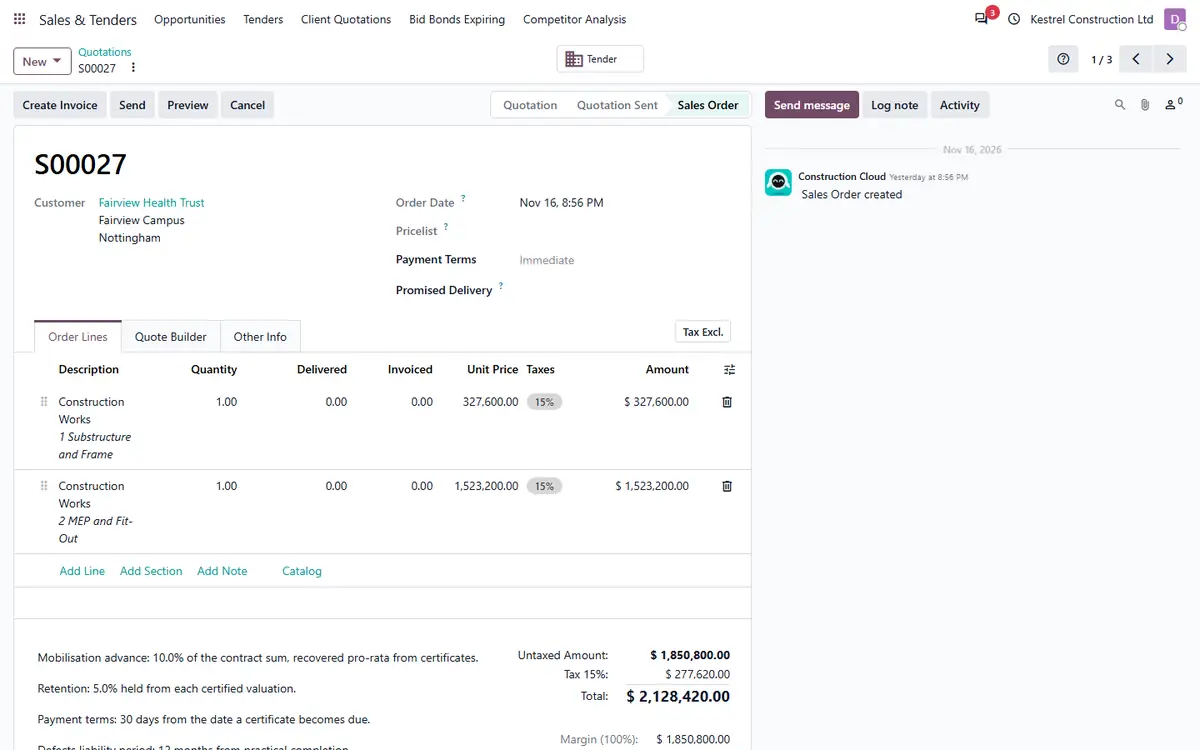 Sales & Tenders Opportunities Tenders Client Quotations Bid Bonds Expiring Competitor Analysis 3 Kestrel Construction Ltd D
New Quotations
S00027
Tender
1 / 3
Create Invoice Send Preview Cancel Quotation Quotation Sent Sales Order Send message Log note Activity 0
S00027
Nov 16, 2026
Construction Cloud Yesterday at 8:56 PM
Sales Order created
Customer Fairview Health Trust
Fairview Campus
Nottingham
Order Date ? Nov 16, 8:56 PM
Pricelist ?
Payment Terms Immediate
Promised Delivery ?
Order Lines Quote Builder Other Info Tax Excl.
Description Quantity Delivered Invoiced Unit Price Taxes Amount
Construction 1.00 0.00 0.00 327,600.00 15% $ 327,600.00
Works
1 Substructure
and Frame
Construction 1.00 0.00 0.00 1,523,200.00 15% $ 1,523,200.00
Works
2 MEP and Fit-
Out
Add Line Add Section Add Note Catalog
Mobilisation advance: 10.0% of the contract sum, recovered pro-rata from certificates.
Retention: 5.0% held from each certified valuation.
Payment terms: 30 days from the date a certificate becomes due.
Defects liability period: 12 months from practical completion.
Untaxed Amount: $ 1,850,800.00
Tax 15%: $ 277,620.00
Total: $ 2,128,420.00
Margin (100%): $ 1,850,800.00